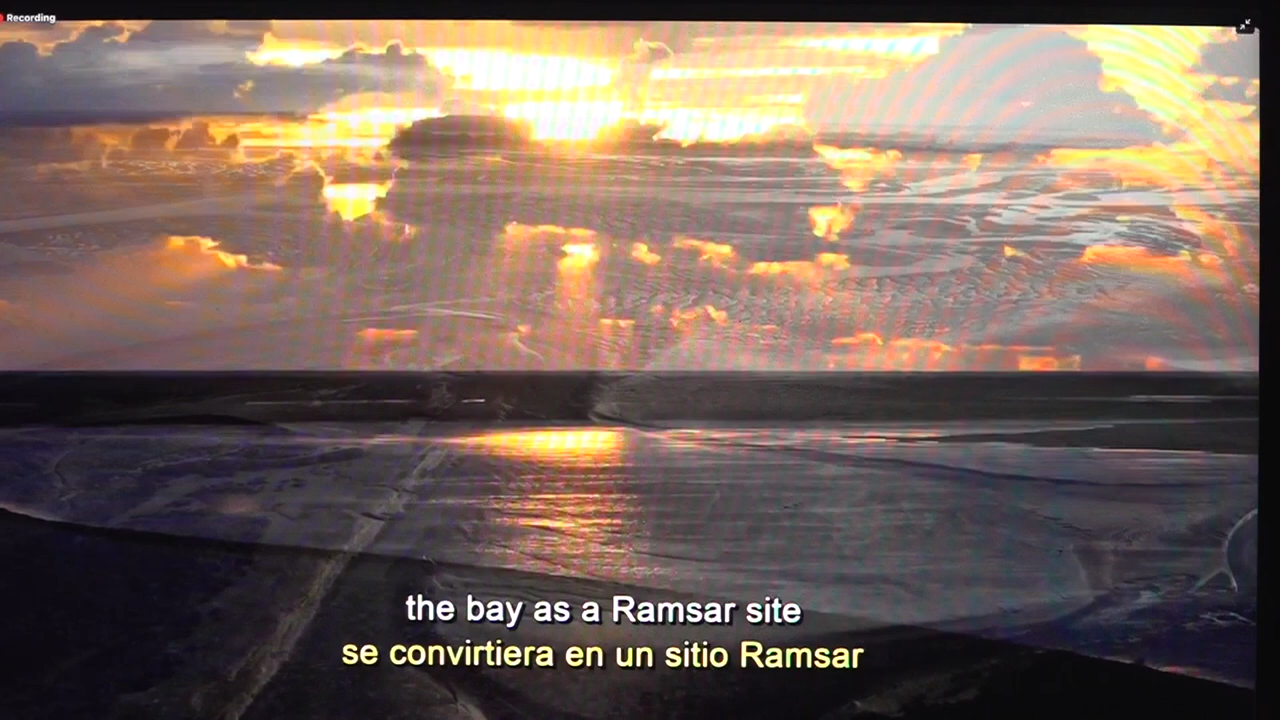 Recording
the bay as a Ramsar site
se convirtiera en un sitio Ramsar